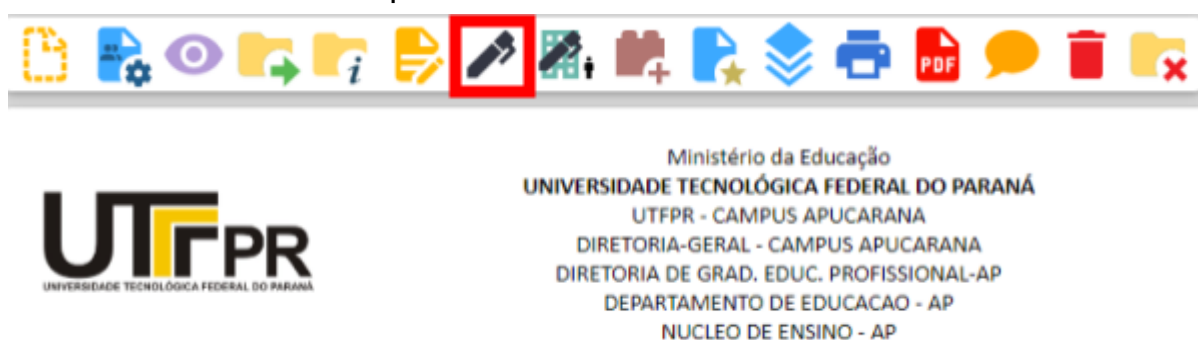 i
PDF
Ministério da Educação
UNIVERSIDADE TECNOLÓGICA FEDERAL DO PARANÁ
UTFPR - CAMPUS APUCARANA
DIRETORIA-GERAL - CAMPUS APUCARANA
DIRETORIA DE GRAD. EDUC. PROFISSIONAL-AP
DEPARTAMENTO DE EDUCACAO - AP
NUCLEO DE ENSINO - AP
UTFPR
UNIVERSIDADE TECNOLÓGICA FEDERAL DO PARANÁ